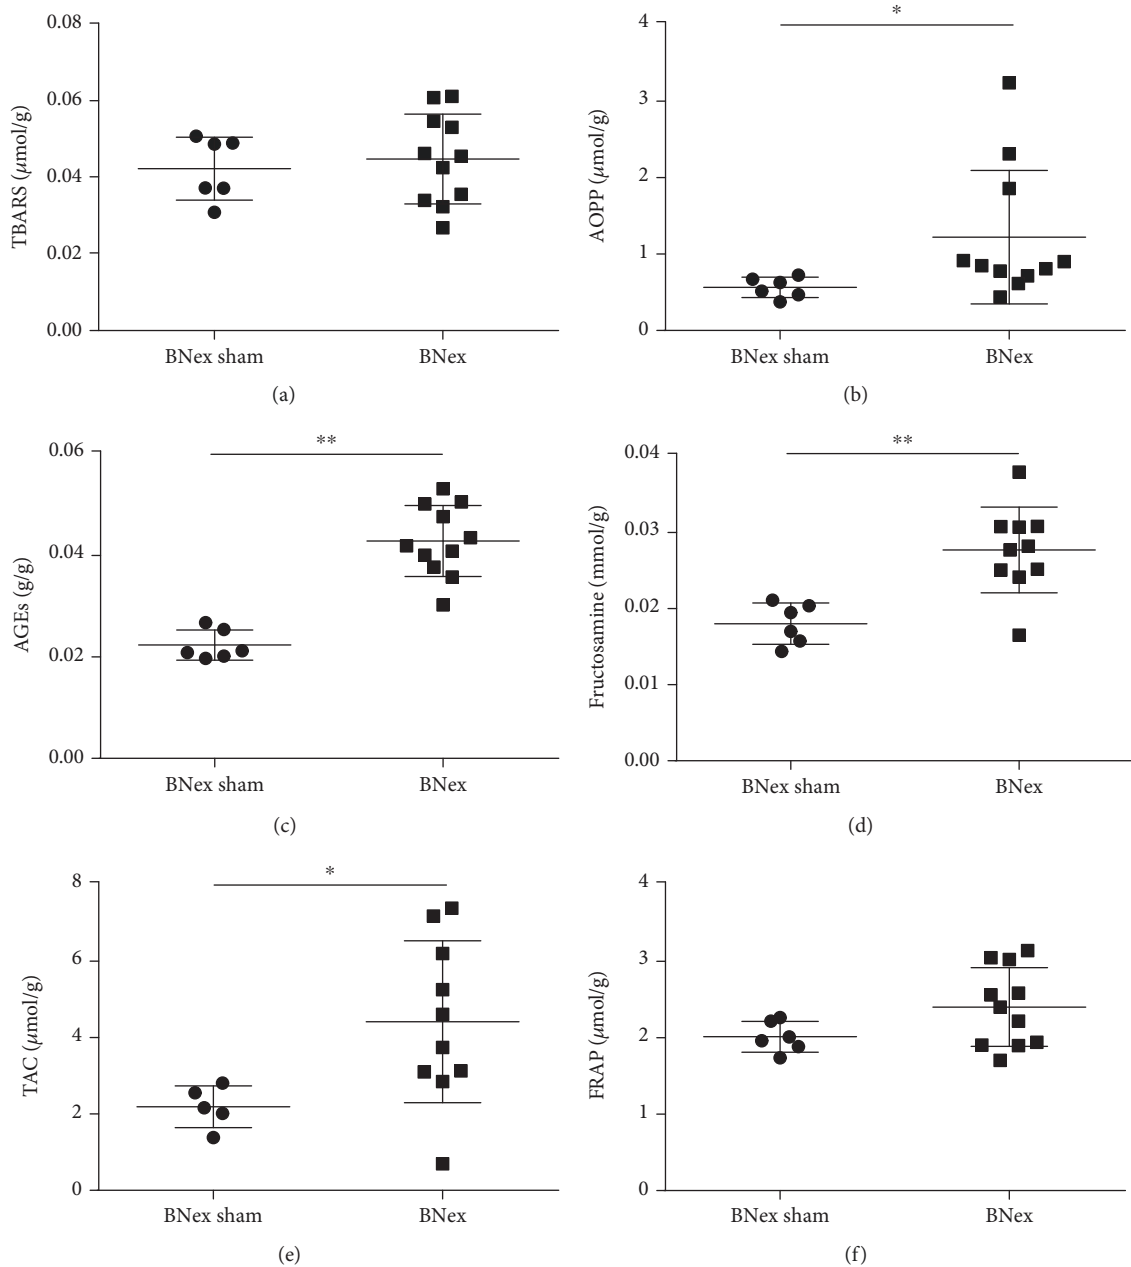 0.08
0.06
0.04
0.02
0.00
TBARS (μmol/g)
BNex sham
BNex
(a)
*
4
3
2
1
0
AOPP (μmol/g)
BNex sham
BNex
(b)
**
0.06
0.04
0.02
0.00
AGEs (g/g)
BNex sham
BNex
(c)
**
0.04
0.03
0.02
0.01
0.00
Fructosamine (mmol/g)
BNex sham
BNex
(d)
*
8
6
4
2
0
TAC (μmol/g)
BNex sham
BNex
(e)
4
3
2
1
0
FRAP (μmol/g)
BNex sham
BNex
(f)